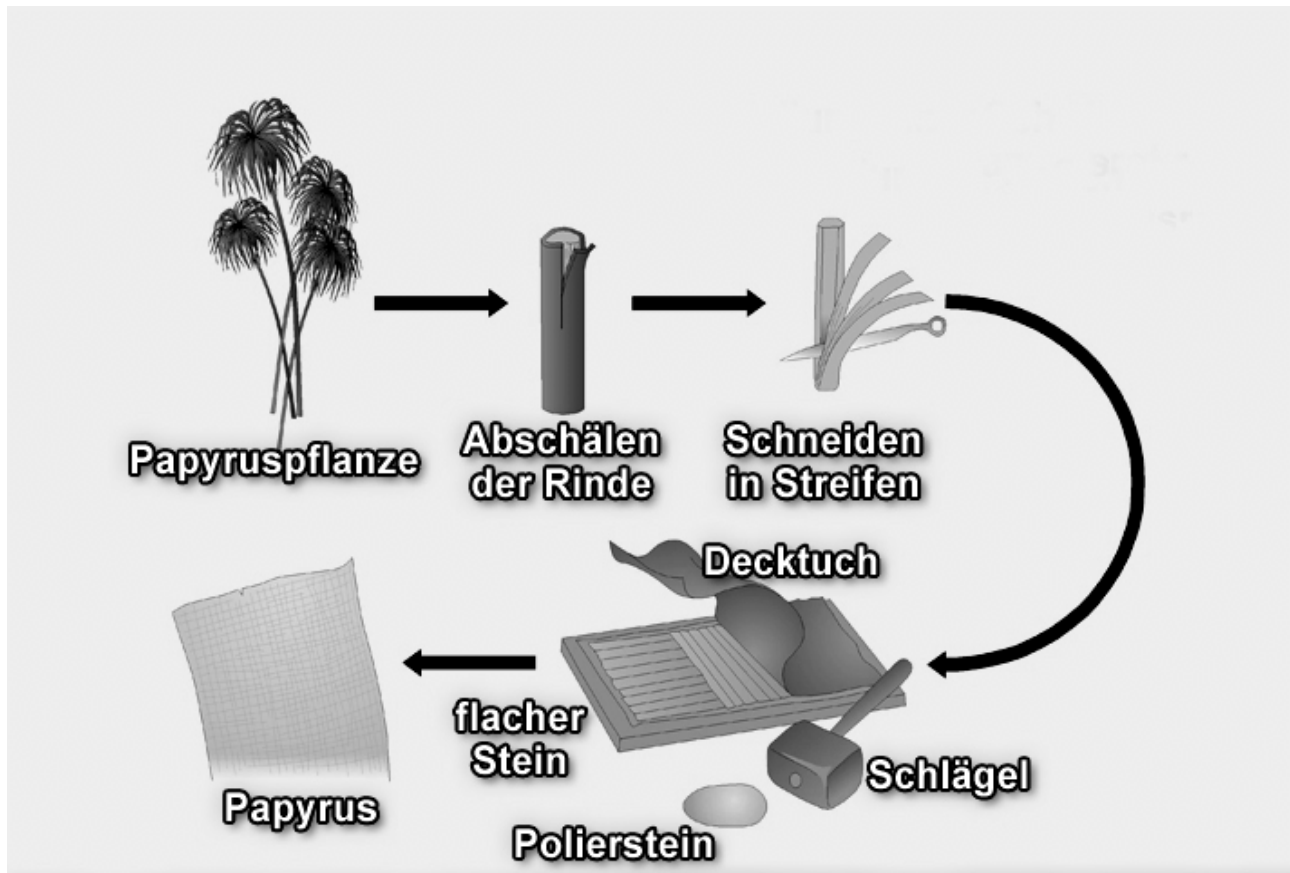 Papyruspflanze
Abschälen
der Rinde
Schneiden
in Streifen
Decktuch
flacher
Stein
Schlägel
Polierstein
Papyrus